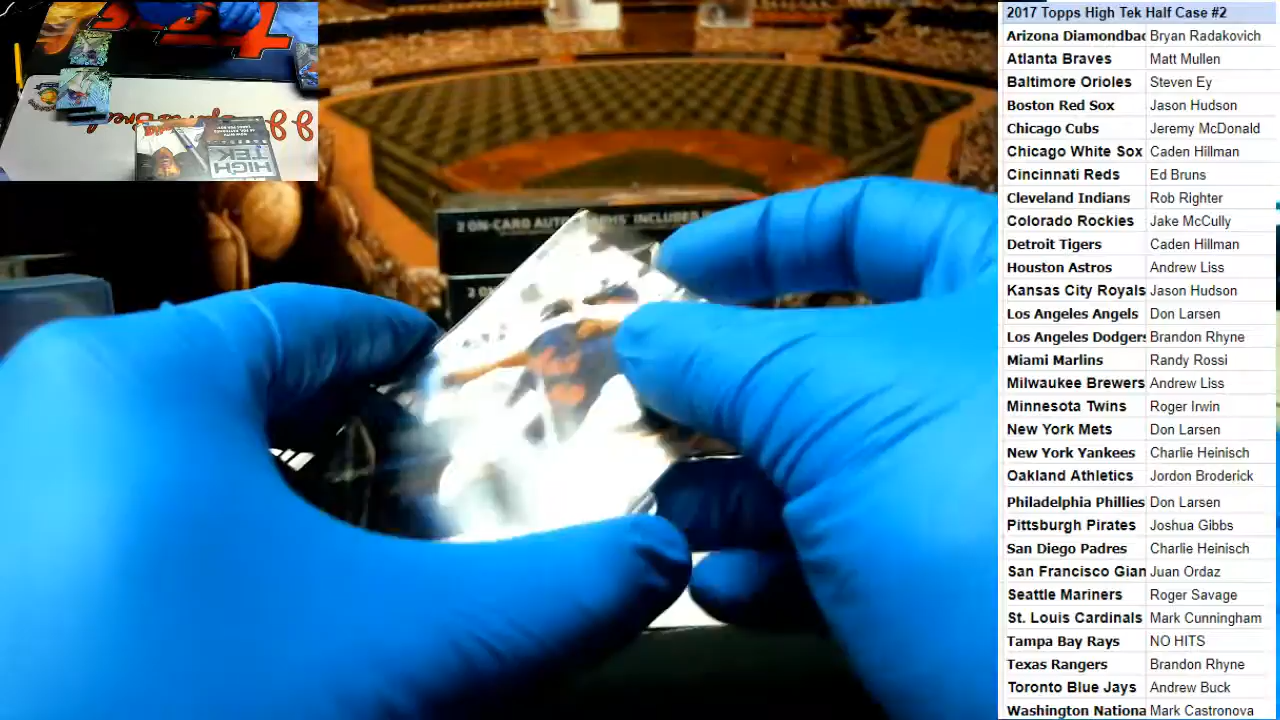 2017 Topps High Tek Half Case #2
Arizona Diamondbac Bryan Radakovich
Atlanta Braves Matt Mullen
Baltimore Orioles Steven Ey
Boston Red Sox Jason Hudson
Chicago Cubs Jeremy McDonald
Chicago White Sox Caden Hillman
Cincinnati Reds Ed Bruns
Cleveland Indians Rob Righter
Colorado Rockies Jake McCully
Detroit Tigers Caden Hillman
Houston Astros Andrew Liss
Kansas City Royals Jason Hudson
Los Angeles Angels Don Larsen
Los Angeles Dodgers Brandon Rhyne
Miami Marlins Randy Rossi
Milwaukee Brewers Andrew Liss
Minnesota Twins Roger Irwin
New York Mets Don Larsen
New York Yankees Charlie Heinisch
Oakland Athletics Jordon Broderick
Philadelphia Phillies Don Larsen
Pittsburgh Pirates Joshua Gibbs
San Diego Padres Charlie Heinisch
San Francisco Gian Juan Ordaz
Seattle Mariners Roger Savage
St. Louis Cardinals Mark Cunningham
Tampa Bay Rays NO HITS
Texas Rangers Brandon Rhyne
Toronto Blue Jays Andrew Buck
Washington Nationa Mark Castronova
2 ON-CARD AUTOGRAPHS INCLUDED
2 ON
HIGH
TEK